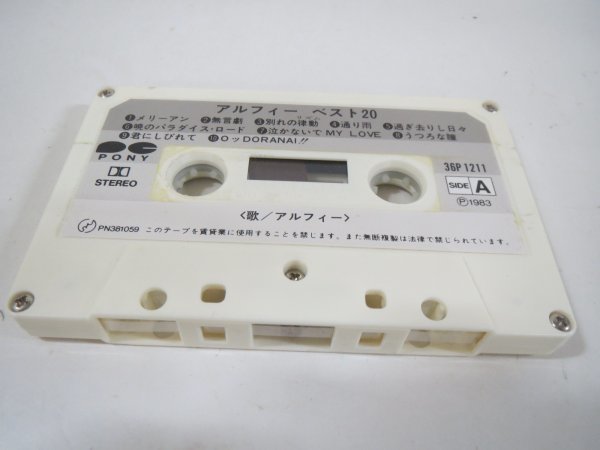 アルフィー ベスト20
❶メリーアン ❷無言劇 ❸別れの律動 ❹通り雨 ❺過ぎ去りし日々
リズム
❻暁のパラダイス・ロード ❼泣かないで MY LOVE ❽うつろな瞳
❾君にしびれて ❿ロッDORANAI!!
PONY
STEREO
36P 1211
SIDE A
Ⓟ1983
〈歌／アルフィー〉
PN381059 このテープを賃貸業に使用することを禁じます。また無断複製は法律で禁じられています。